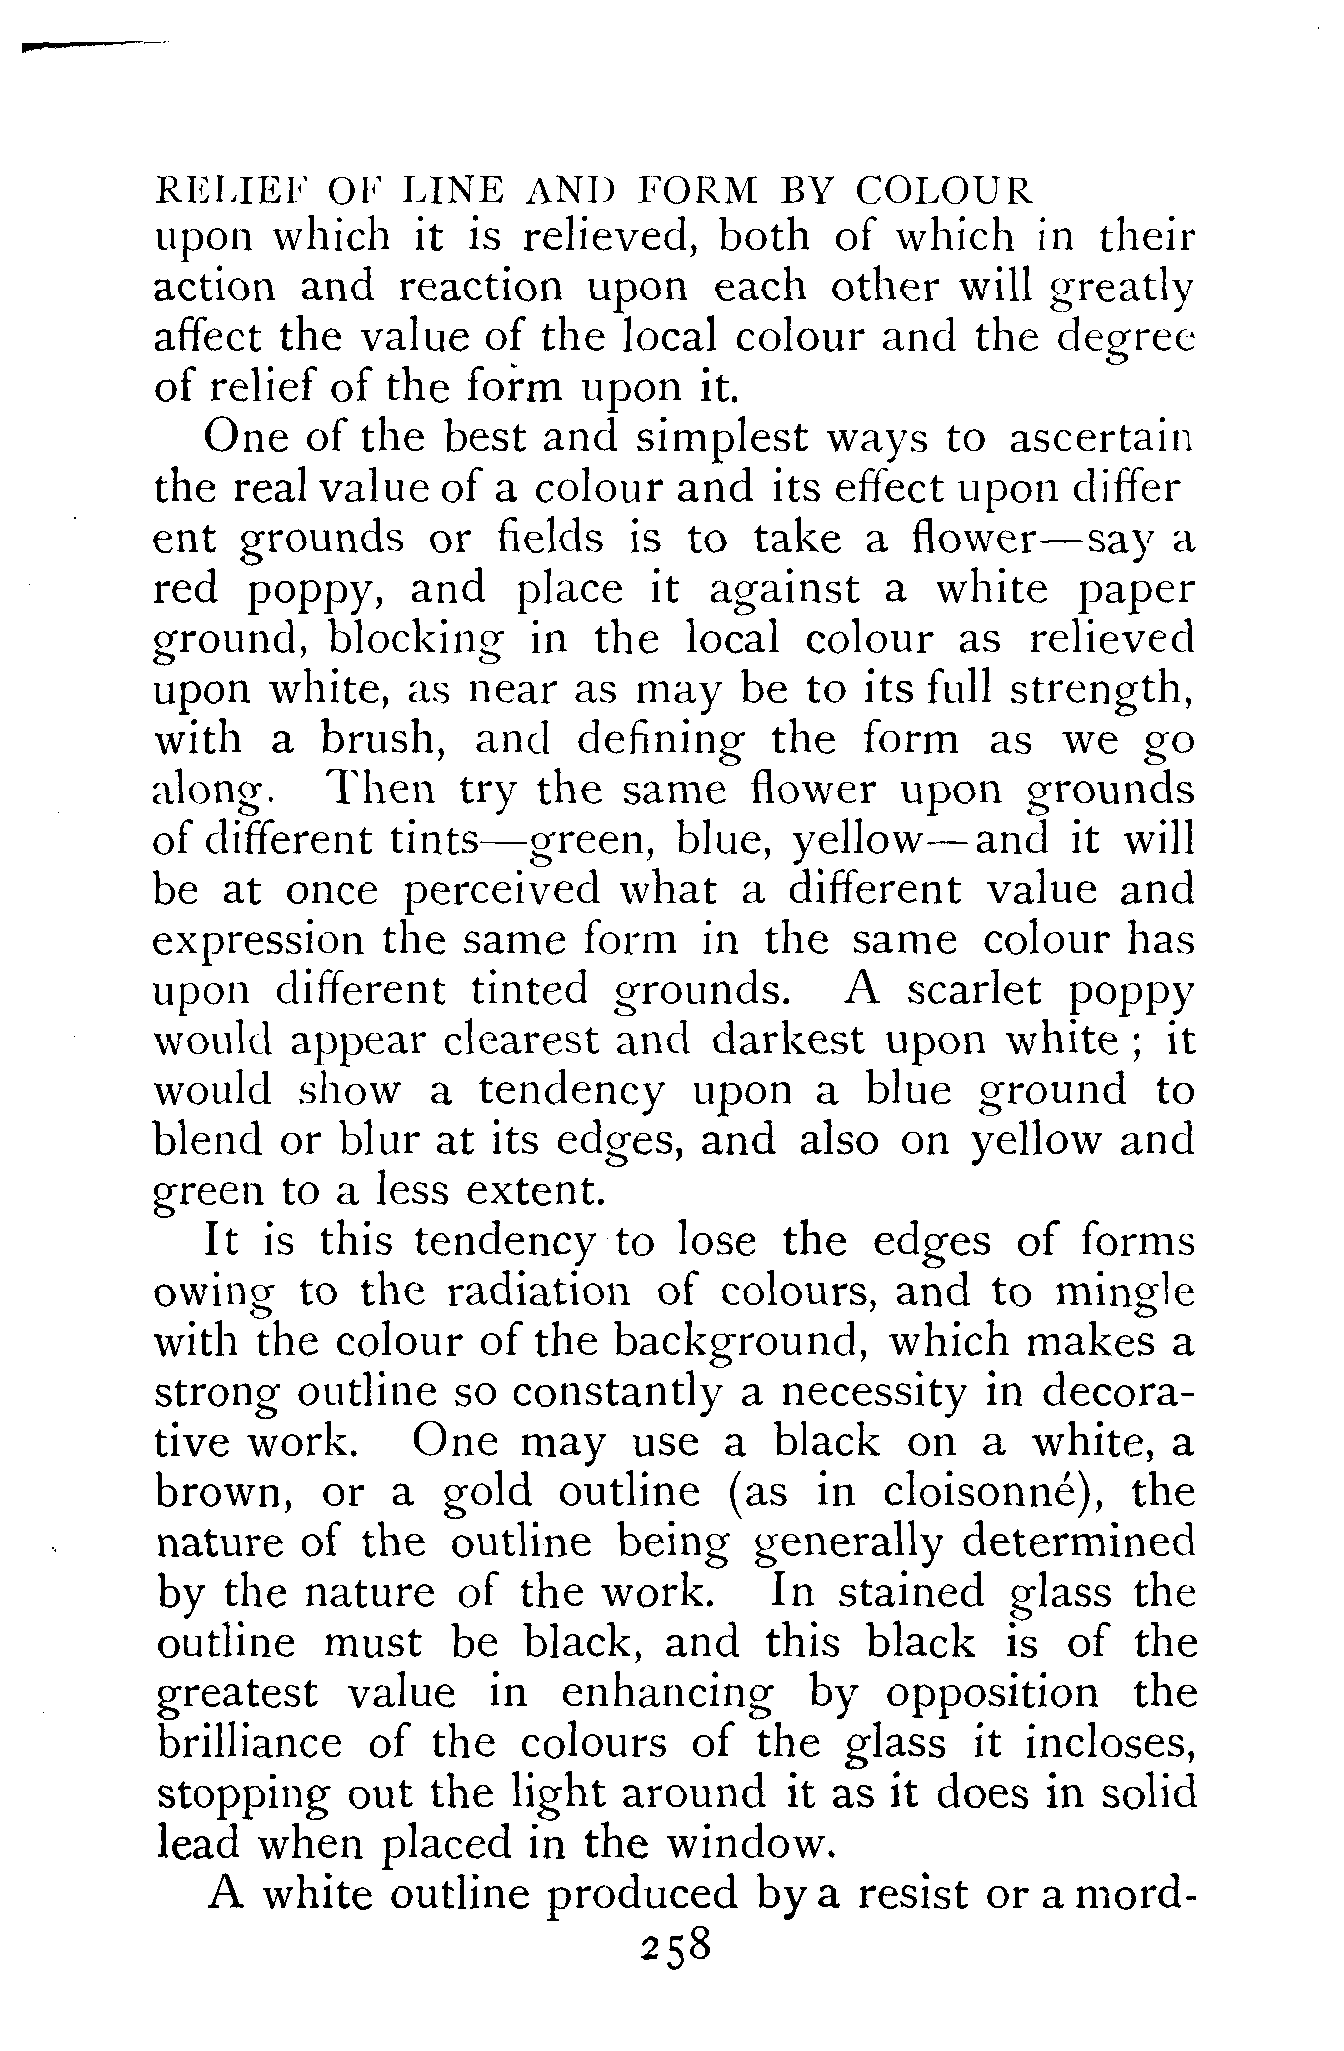 RELIEF OF LINE AND FORM BY COLOUR
upon which it is relieved, both of which in their
action and reaction upon each other will greatly
affect the value of the local colour and the degree
of relief of the form upon it.
One of the best and simplest ways to ascertain
the real value of a colour and its effect upon differ
ent grounds or fields is to take a flower—say a
red poppy, and place it against a white paper
ground, blocking in the local colour as relieved
upon white, as near as may be to its full strength,
with a brush, and defining the form as we go
along. Then try the same flower upon grounds
of different tints—green, blue, yellow—and it will
be at once perceived what a different value and
expression the same form in the same colour has
upon different tinted grounds. A scarlet poppy
would appear clearest and darkest upon white ; it
would show a tendency upon a blue ground to
blend or blur at its edges, and also on yellow and
green to a less extent.
It is this tendency to lose the edges of forms
owing to the radiation of colours, and to mingle
with the colour of the background, which makes a
strong outline so constantly a necessity in decora-
tive work. One may use a black on a white, a
brown, or a gold outline (as in cloisonné), the
nature of the outline being generally determined
by the nature of the work. In stained glass the
outline must be black, and this black is of the
greatest value in enhancing by opposition the
brilliance of the colours of the glass it incloses,
stopping out the light around it as it does in solid
lead when placed in the window.
A white outline produced by a resist or a mord-
258